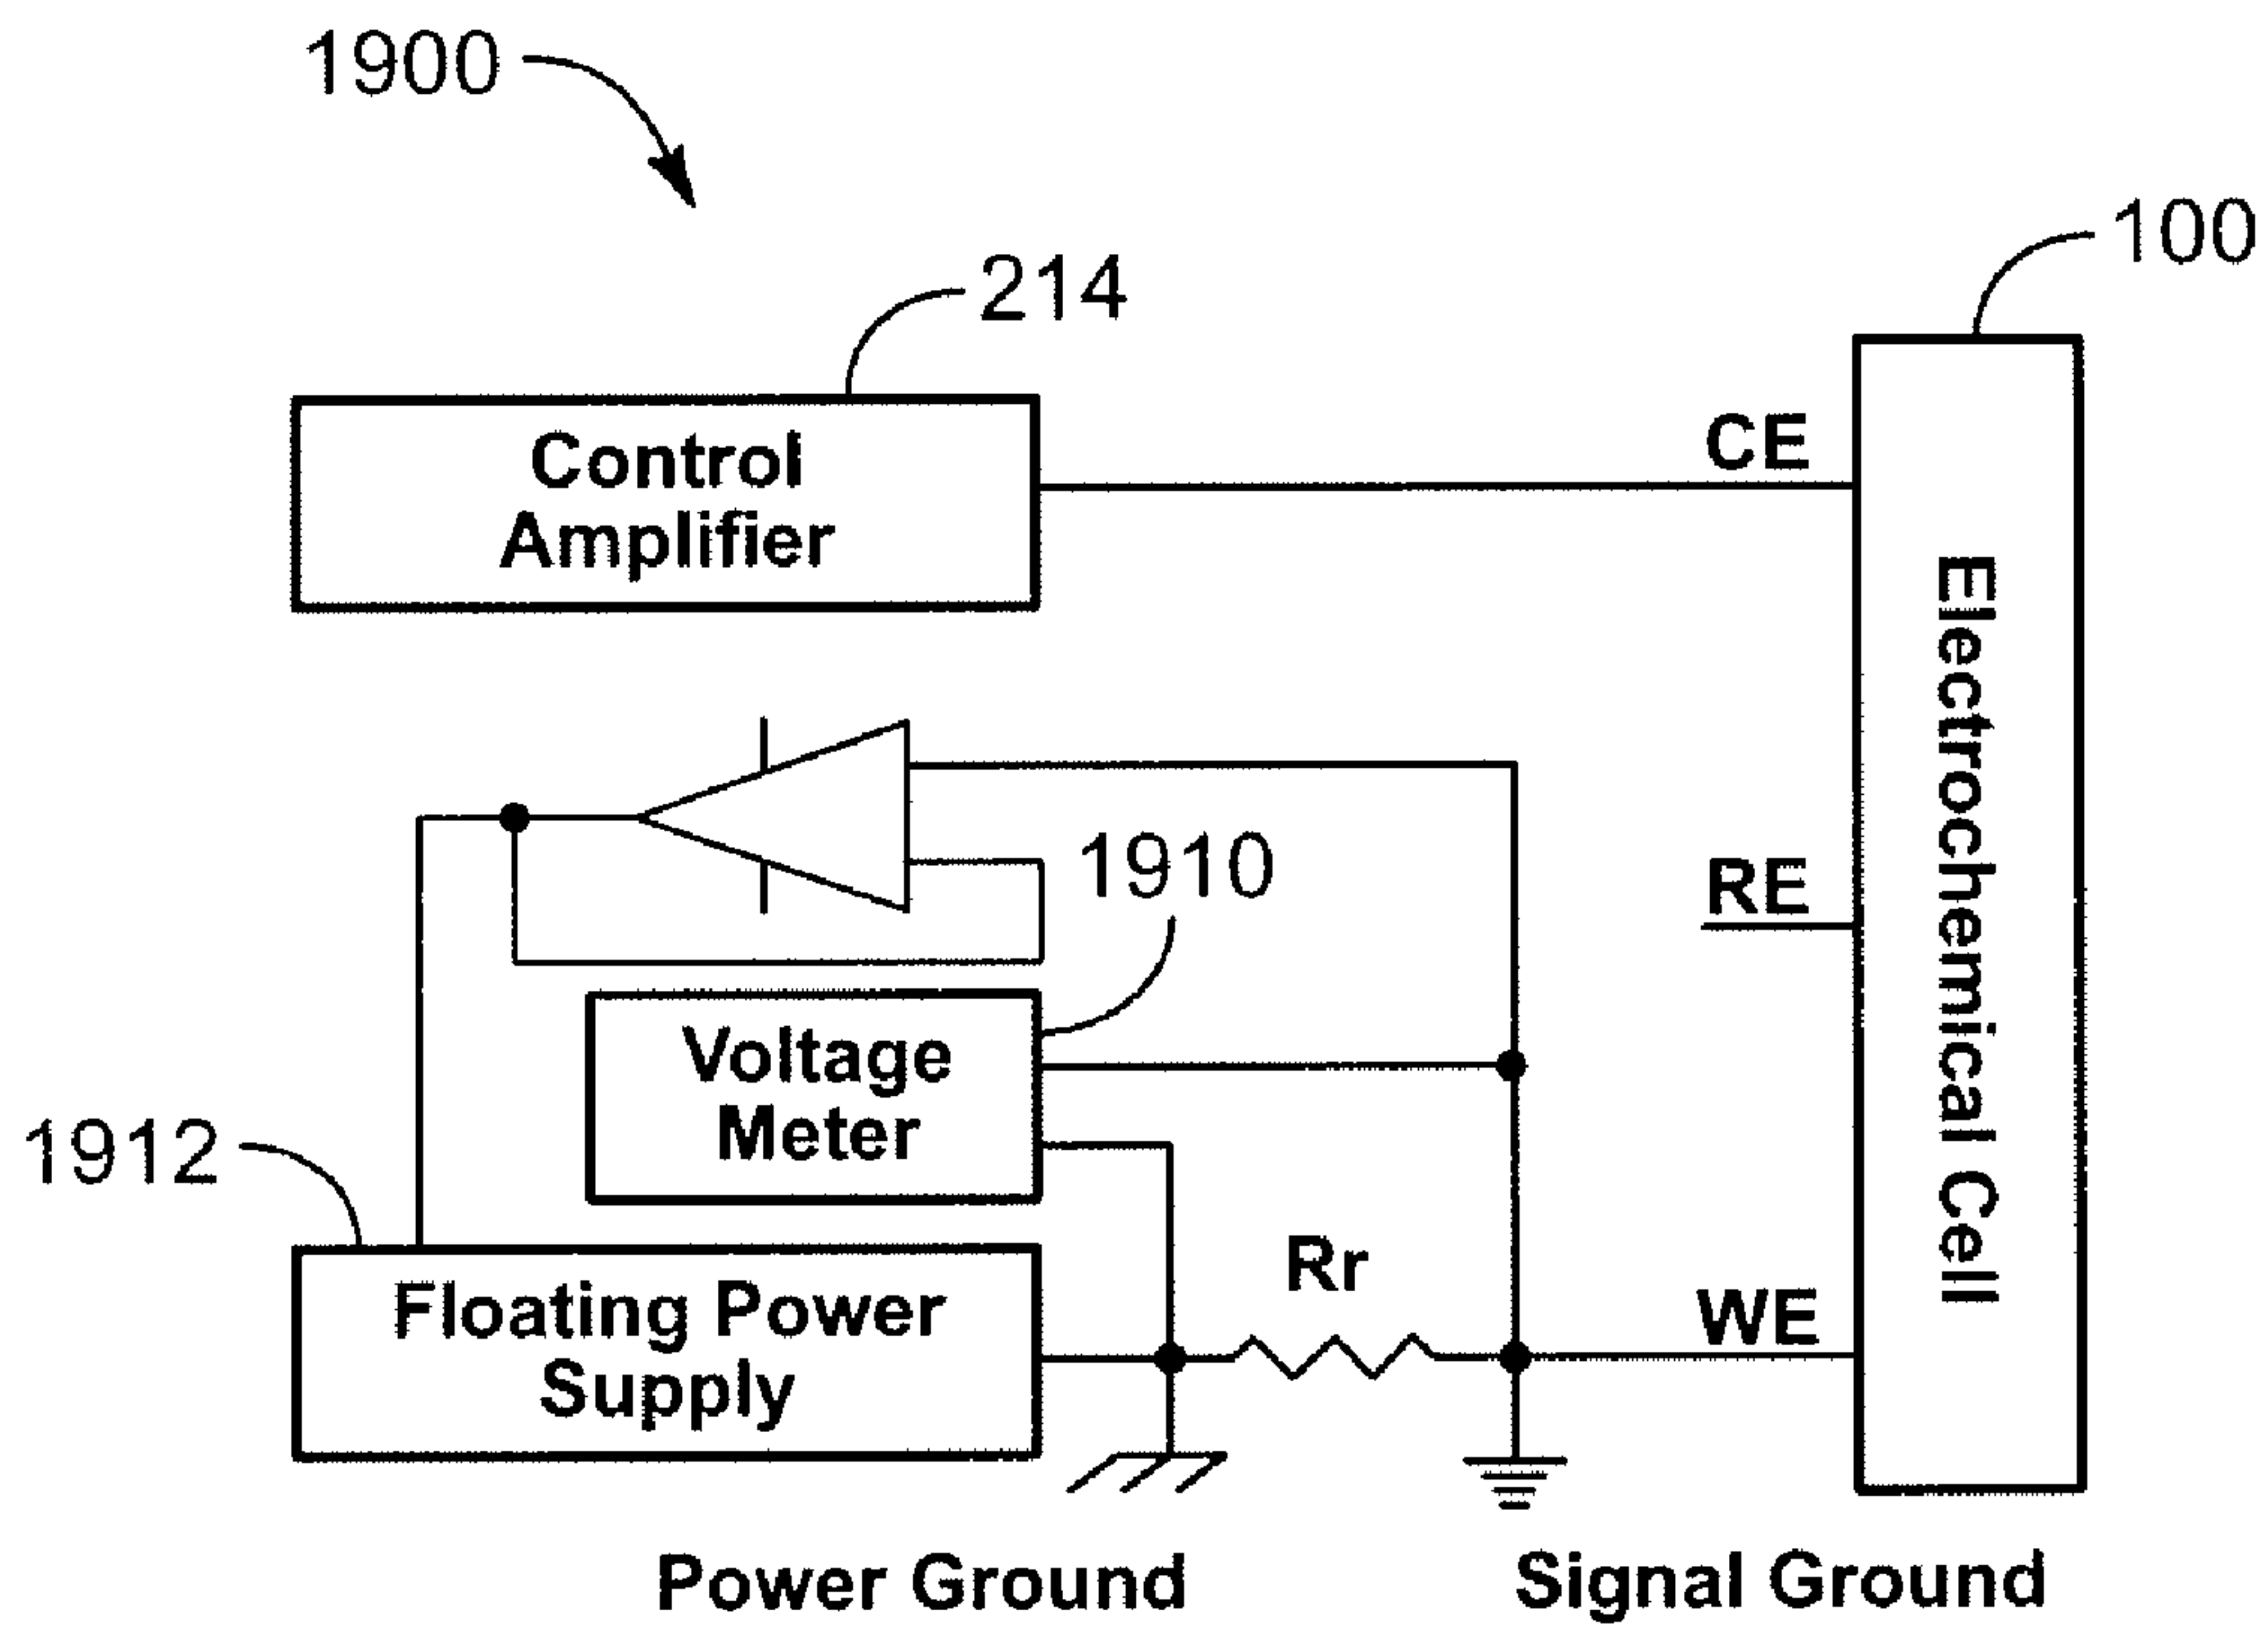 1900
100
214
Control
Amplifier
CE
1910
RE
Voltage
Meter
Electrochemical Cell
1912
Floating Power
Supply
Rr
WE
Power Ground
Signal Ground